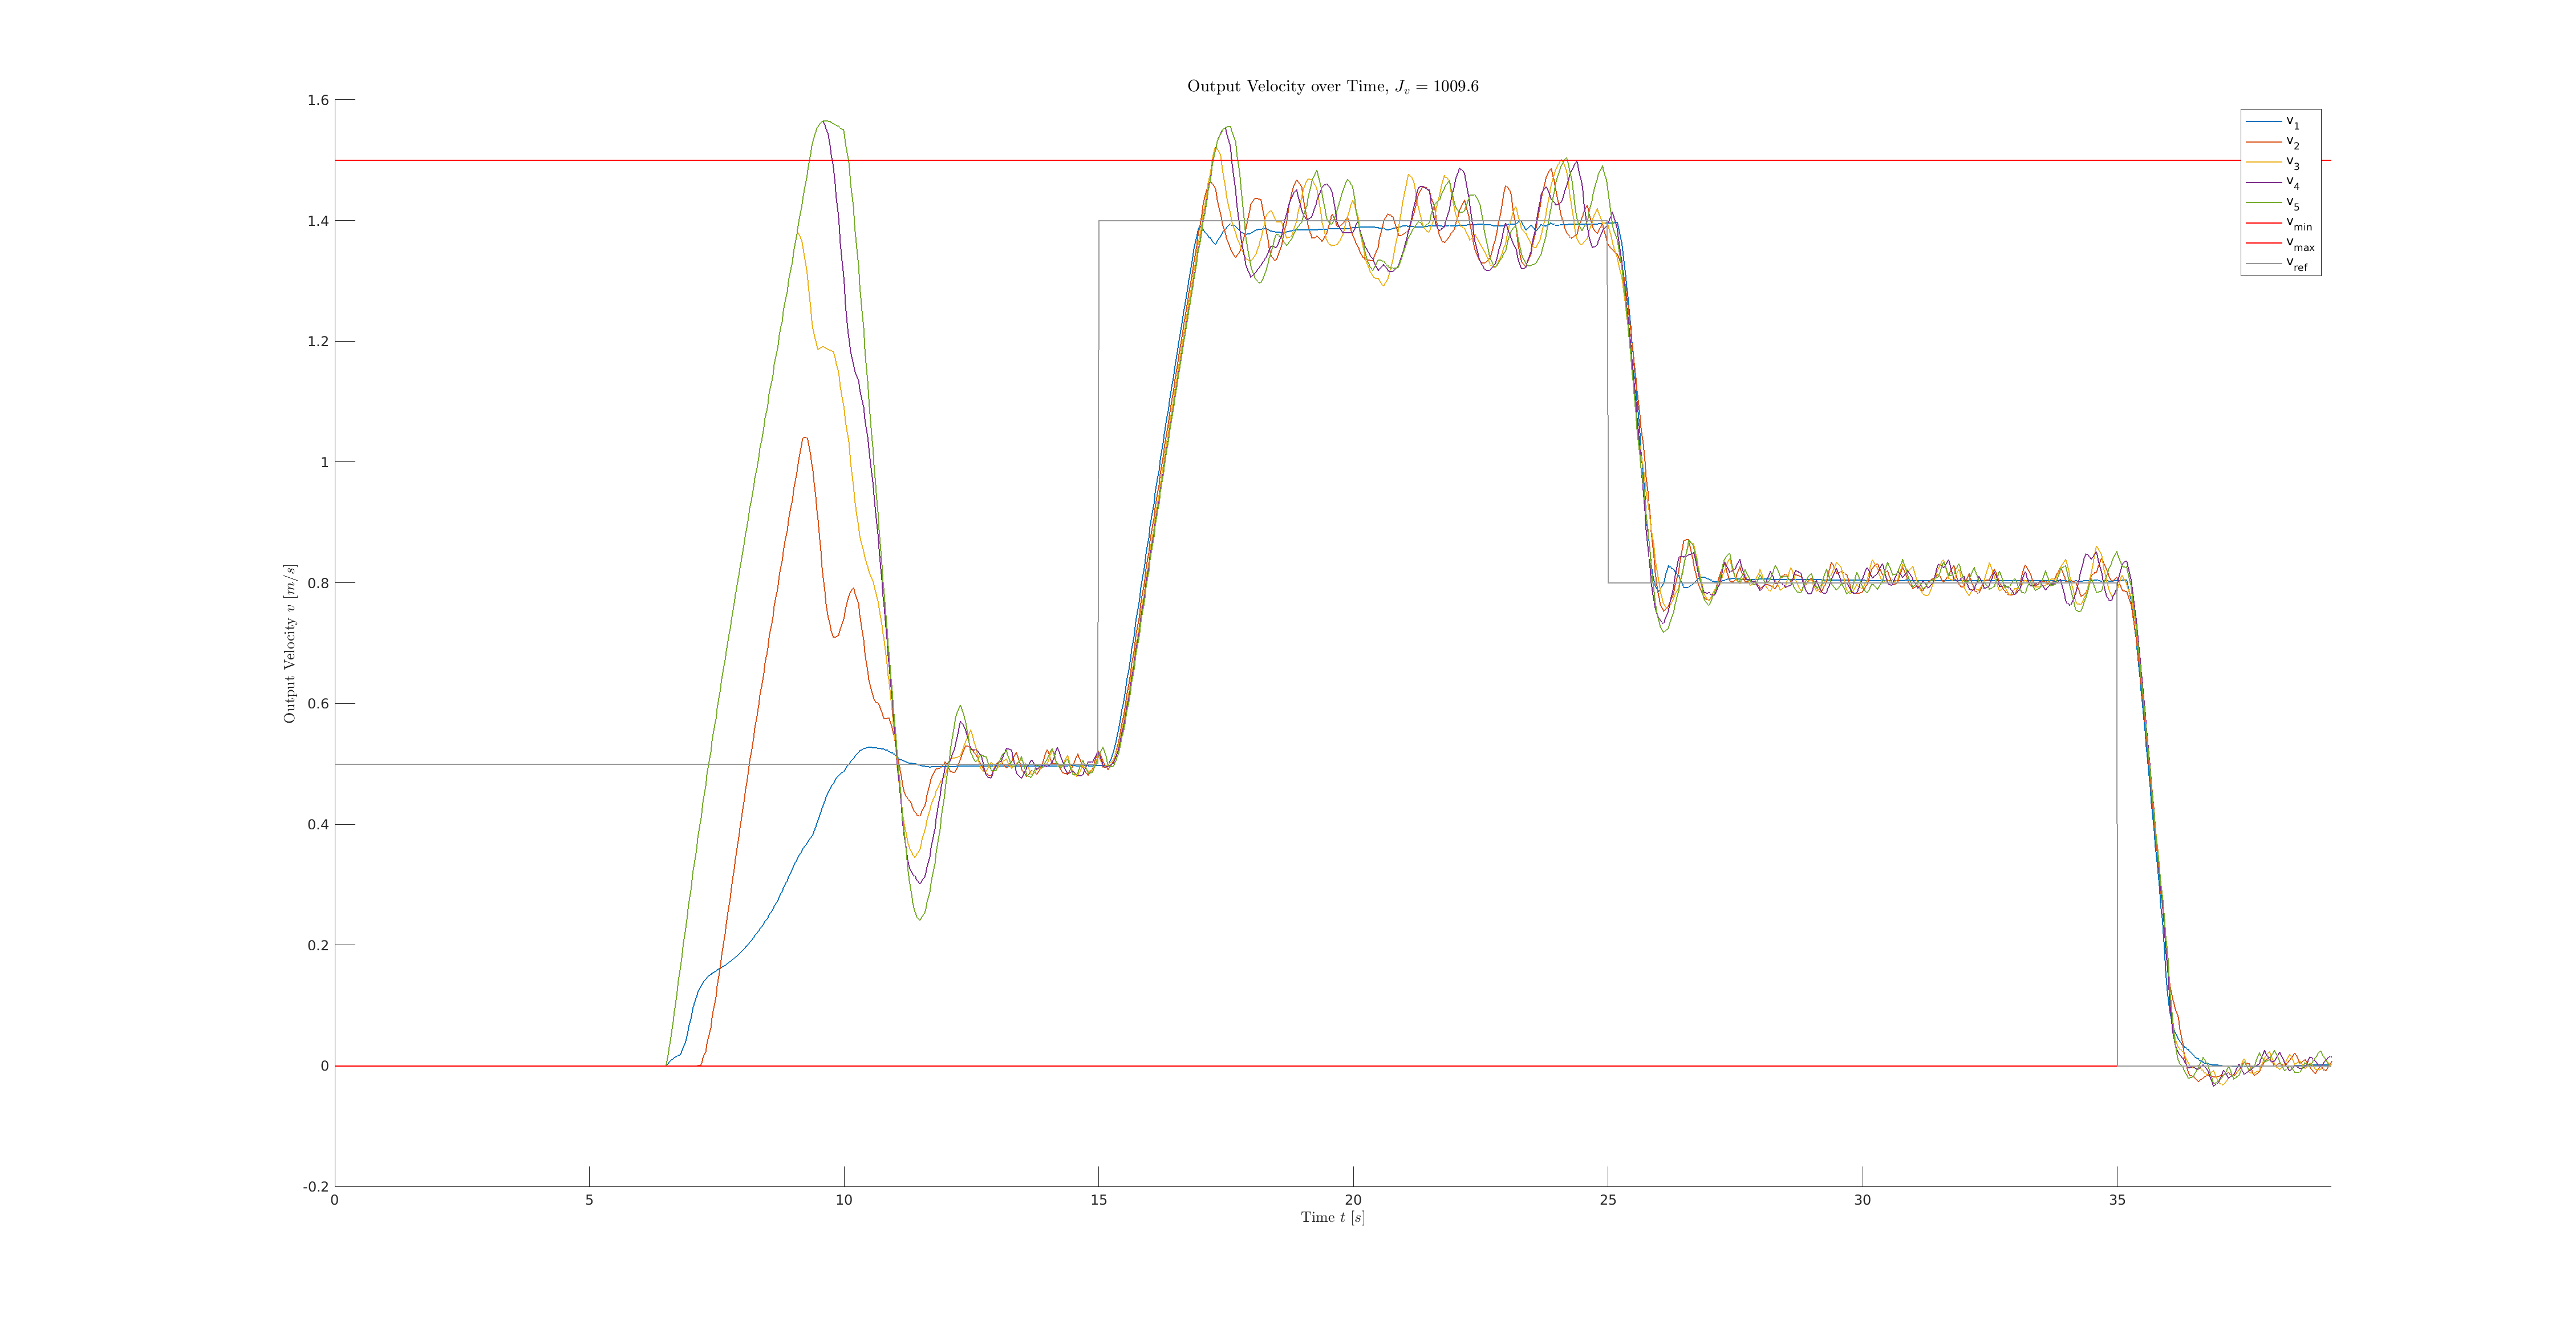 Output Velocity over Time, J_v = 1009.6
1.6
1.4
1.2
1
0.8
0.6
0.4
0.2
0
-0.2
Output Velocity v [m/s]
0 5 10 15 20 25 30 35
Time t [s]
v_1
v_2
v_3
v_4
v_5
v_min
v_max
v_ref